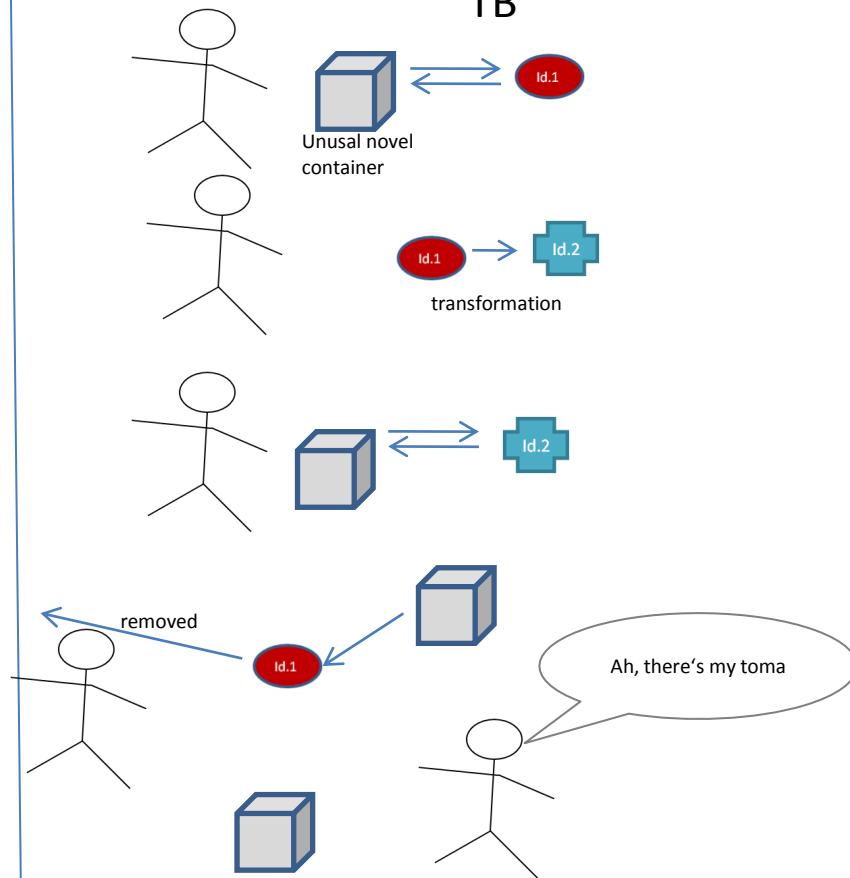 TB
Id.1
Unusal novel
container
Id.1
Id.2
transformation
Id.2
removed
Id.1
Ah, there‘s my toma